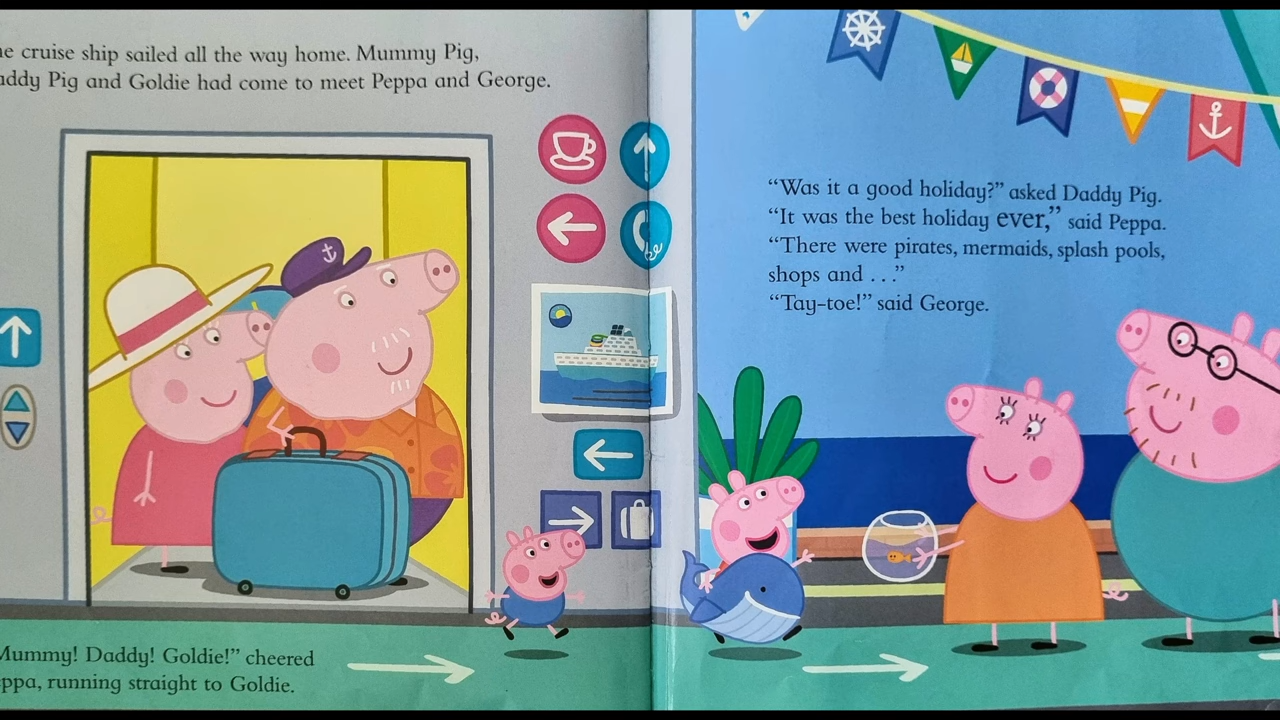 he cruise ship sailed all the way home. Mummy Pig,
addy Pig and Goldie had come to meet Peppa and George.
“Was it a good holiday?” asked Daddy Pig.
“It was the best holiday ever,” said Peppa.
“There were pirates, mermaids, splash pools,
shops and . . .”
“Tay-toe!” said George.
Mummy! Daddy! Goldie!” cheered
eppa, running straight to Goldie.